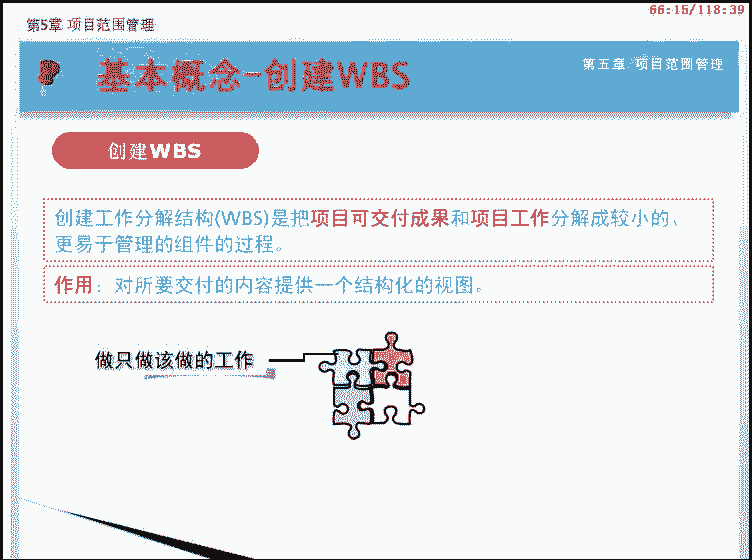 66:15/118:39
第5章 项目范围管理
基本概念-创建WBS
第五章 项目范围管理
创建WBS
创建工作分解结构(WBS)是把项目可交付成果和项目工作分解成较小的、
更易于管理的组件的过程。
作用：对所要交付的内容提供一个结构化的视图。
做只做该做的工作